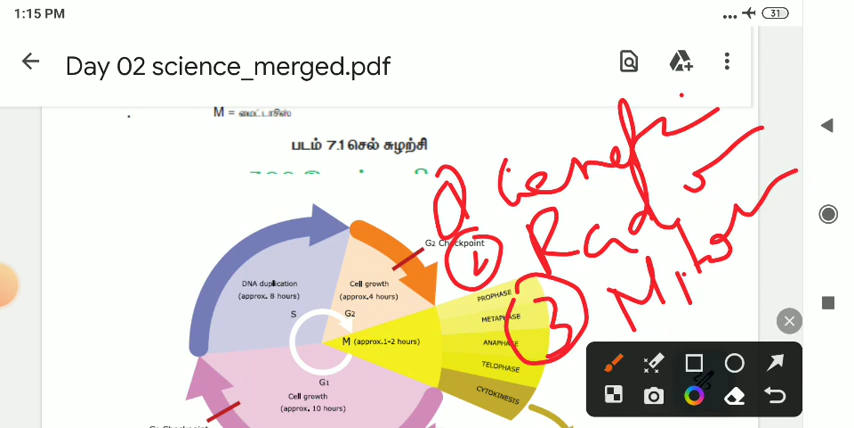 1:15 PM
31
Day 02 science_merged.pdf
M = மைட்டாசிஸ்
படம் 7.1 செல் சுழற்சி
G2 Checkpoint
DNA duplication
(approx. 8 hours)
S
Cell growth
(approx.4 hours)
G2
PROPHASE
METAPHASE
M (approx.1-2 hours)
ANAPHASE
TELOPHASE
CYTOKINESIS
G1
Cell growth
(approx. 10 hours)
3